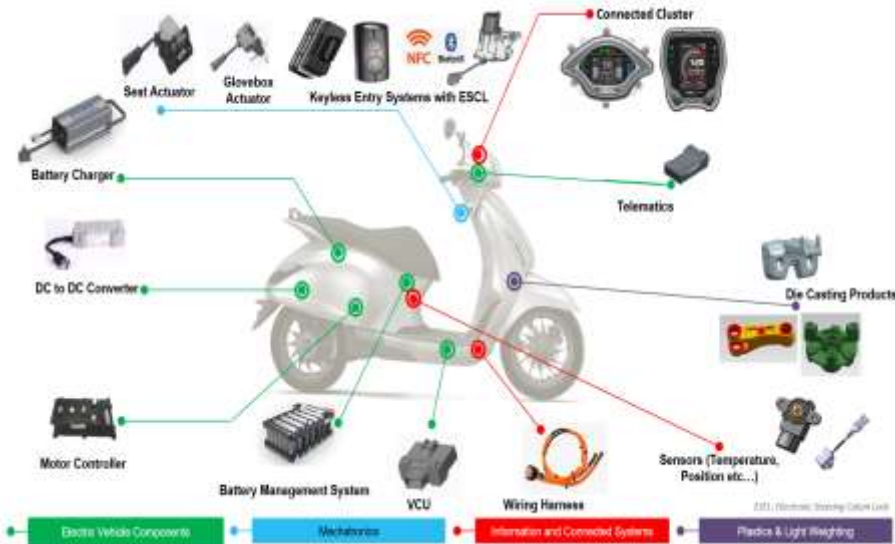 Connected Cluster
NFC
Bluetooth
Seat Actuator
Glovebox
Actuator
Keyless Entry Systems with ESCL
Battery Charger
Telematics
DC to DC Converter
Die Casting Products
Motor Controller
Battery Management System
VCU
Wiring Harness
Sensors (Temperature,
Position etc...)
Electric Vehicle Components
Mechatronics
Information and Connected Systems
Plastics & Light Weighting